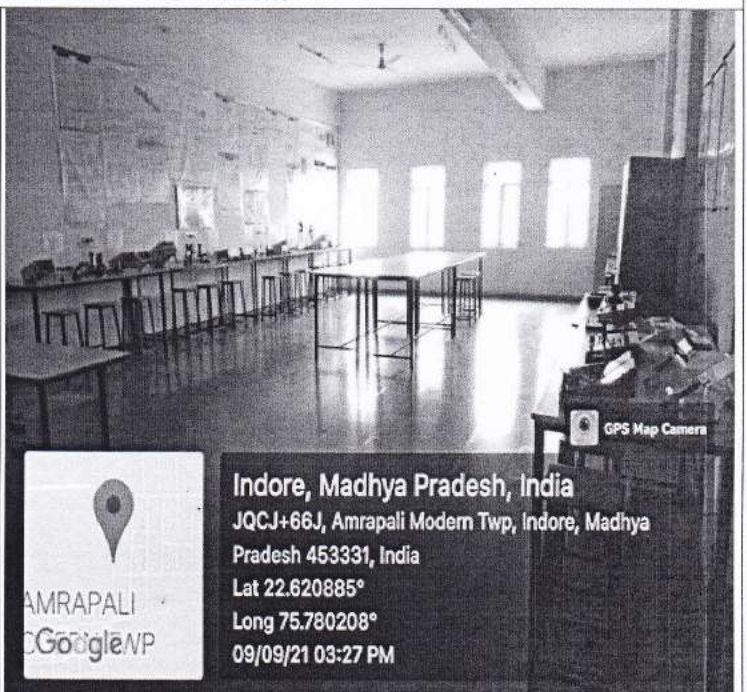 GPS Map Camera
Indore, Madhya Pradesh, India
JQCJ+66J, Amrapali Modern Twp, Indore, Madhya
Pradesh 453331, India
Lat 22.620885°
Long 75.780208°
09/09/21 03:27 PM
AMRAPALI
Google
WP